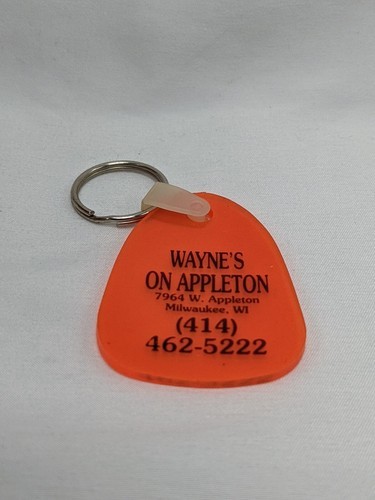 WAYNE'S
ON APPLETON
7964 W. Appleton
Milwaukee, WI
(414)
462-5222